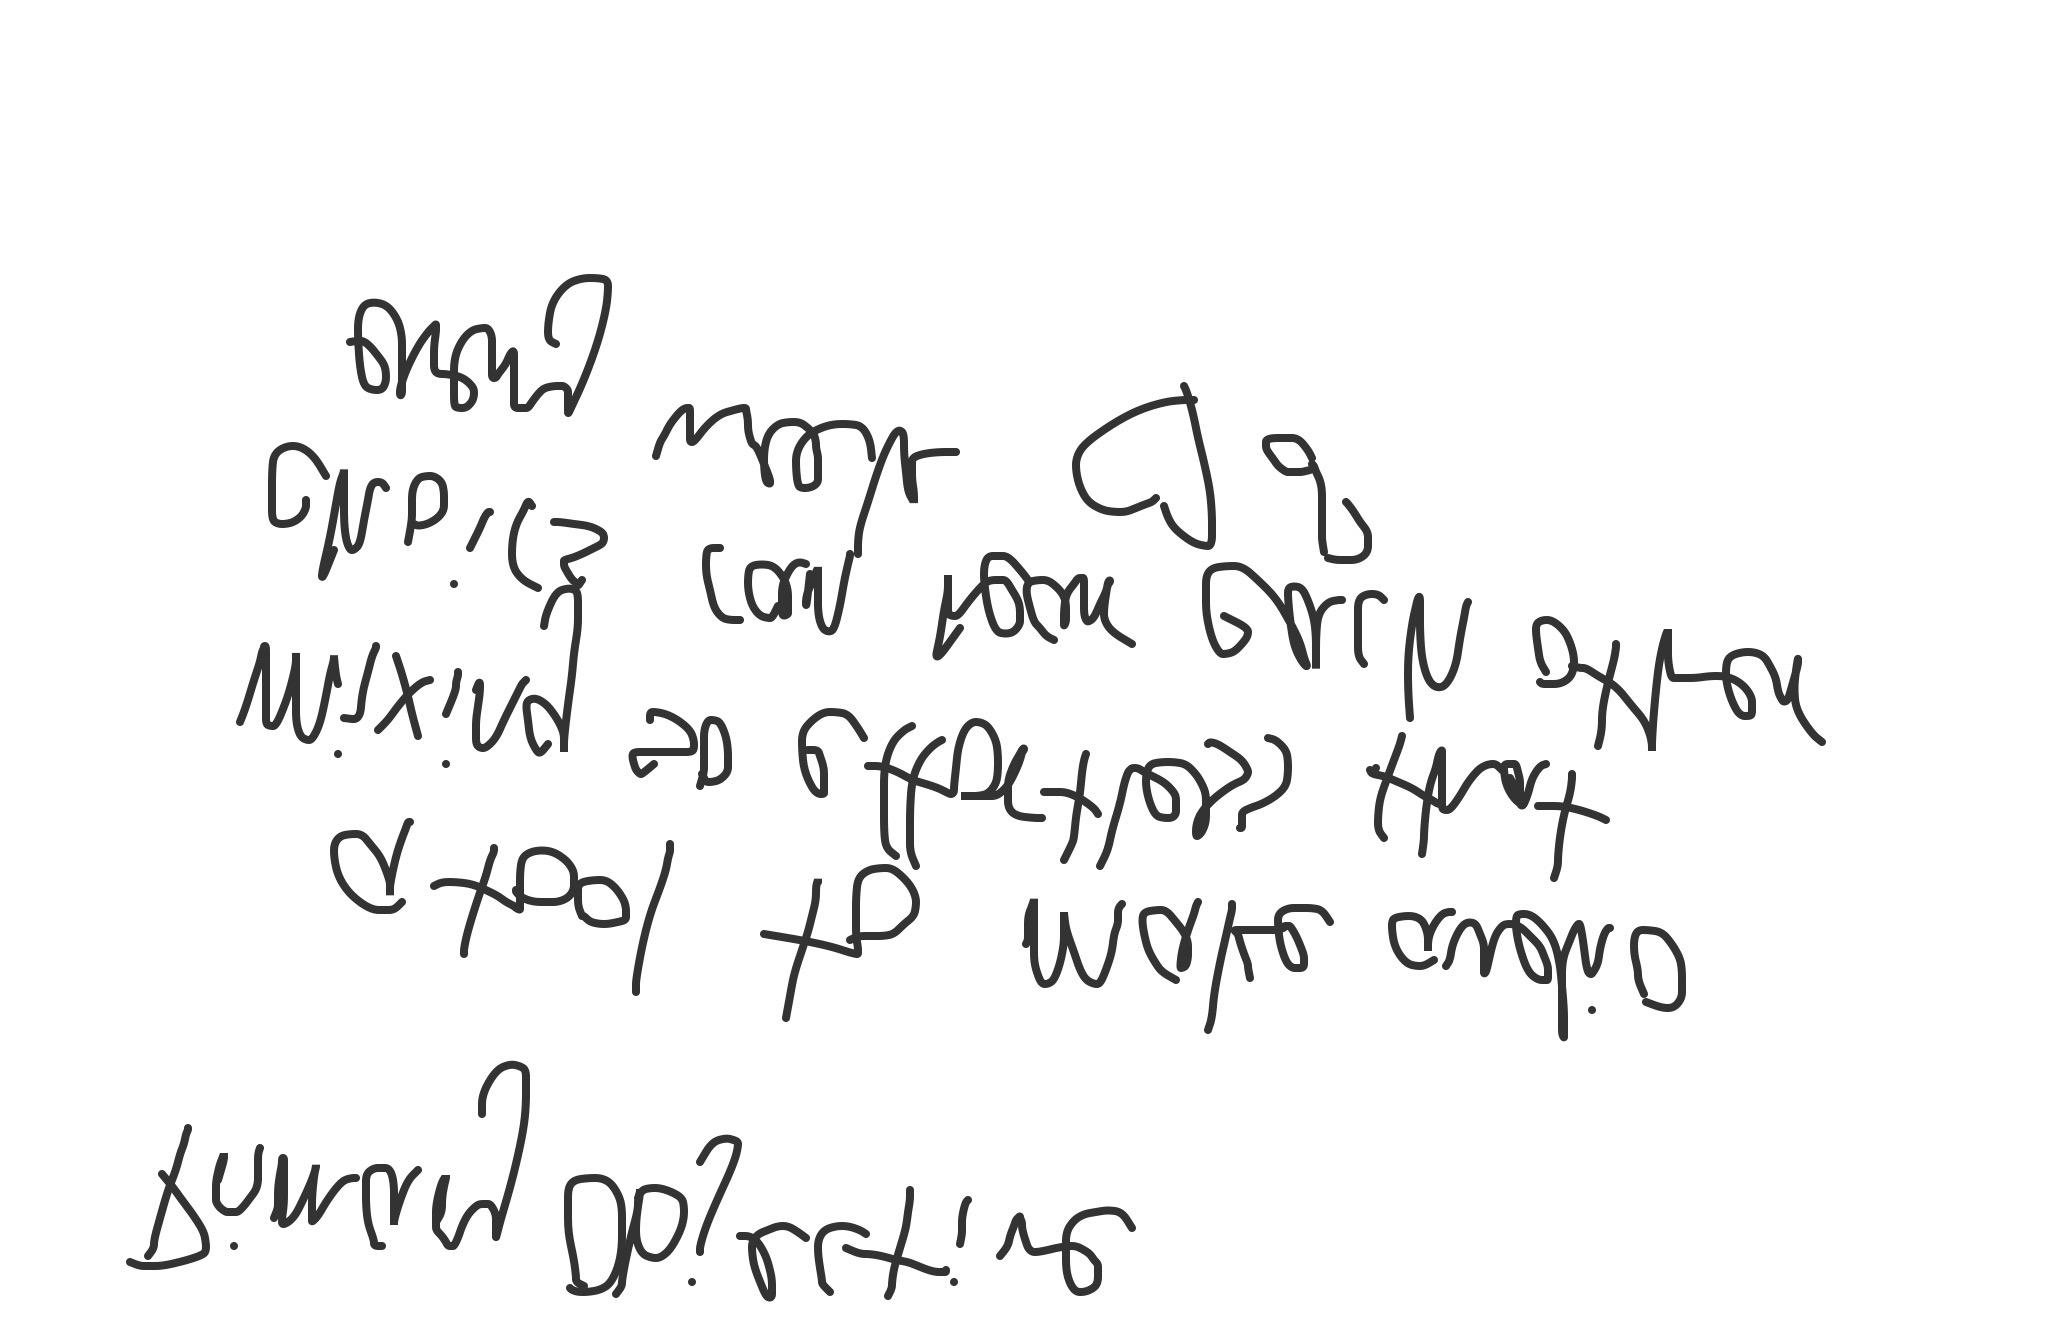 Primary Objective
a tool to make audio
mixing so effortless that
choirs can hear each other
every week